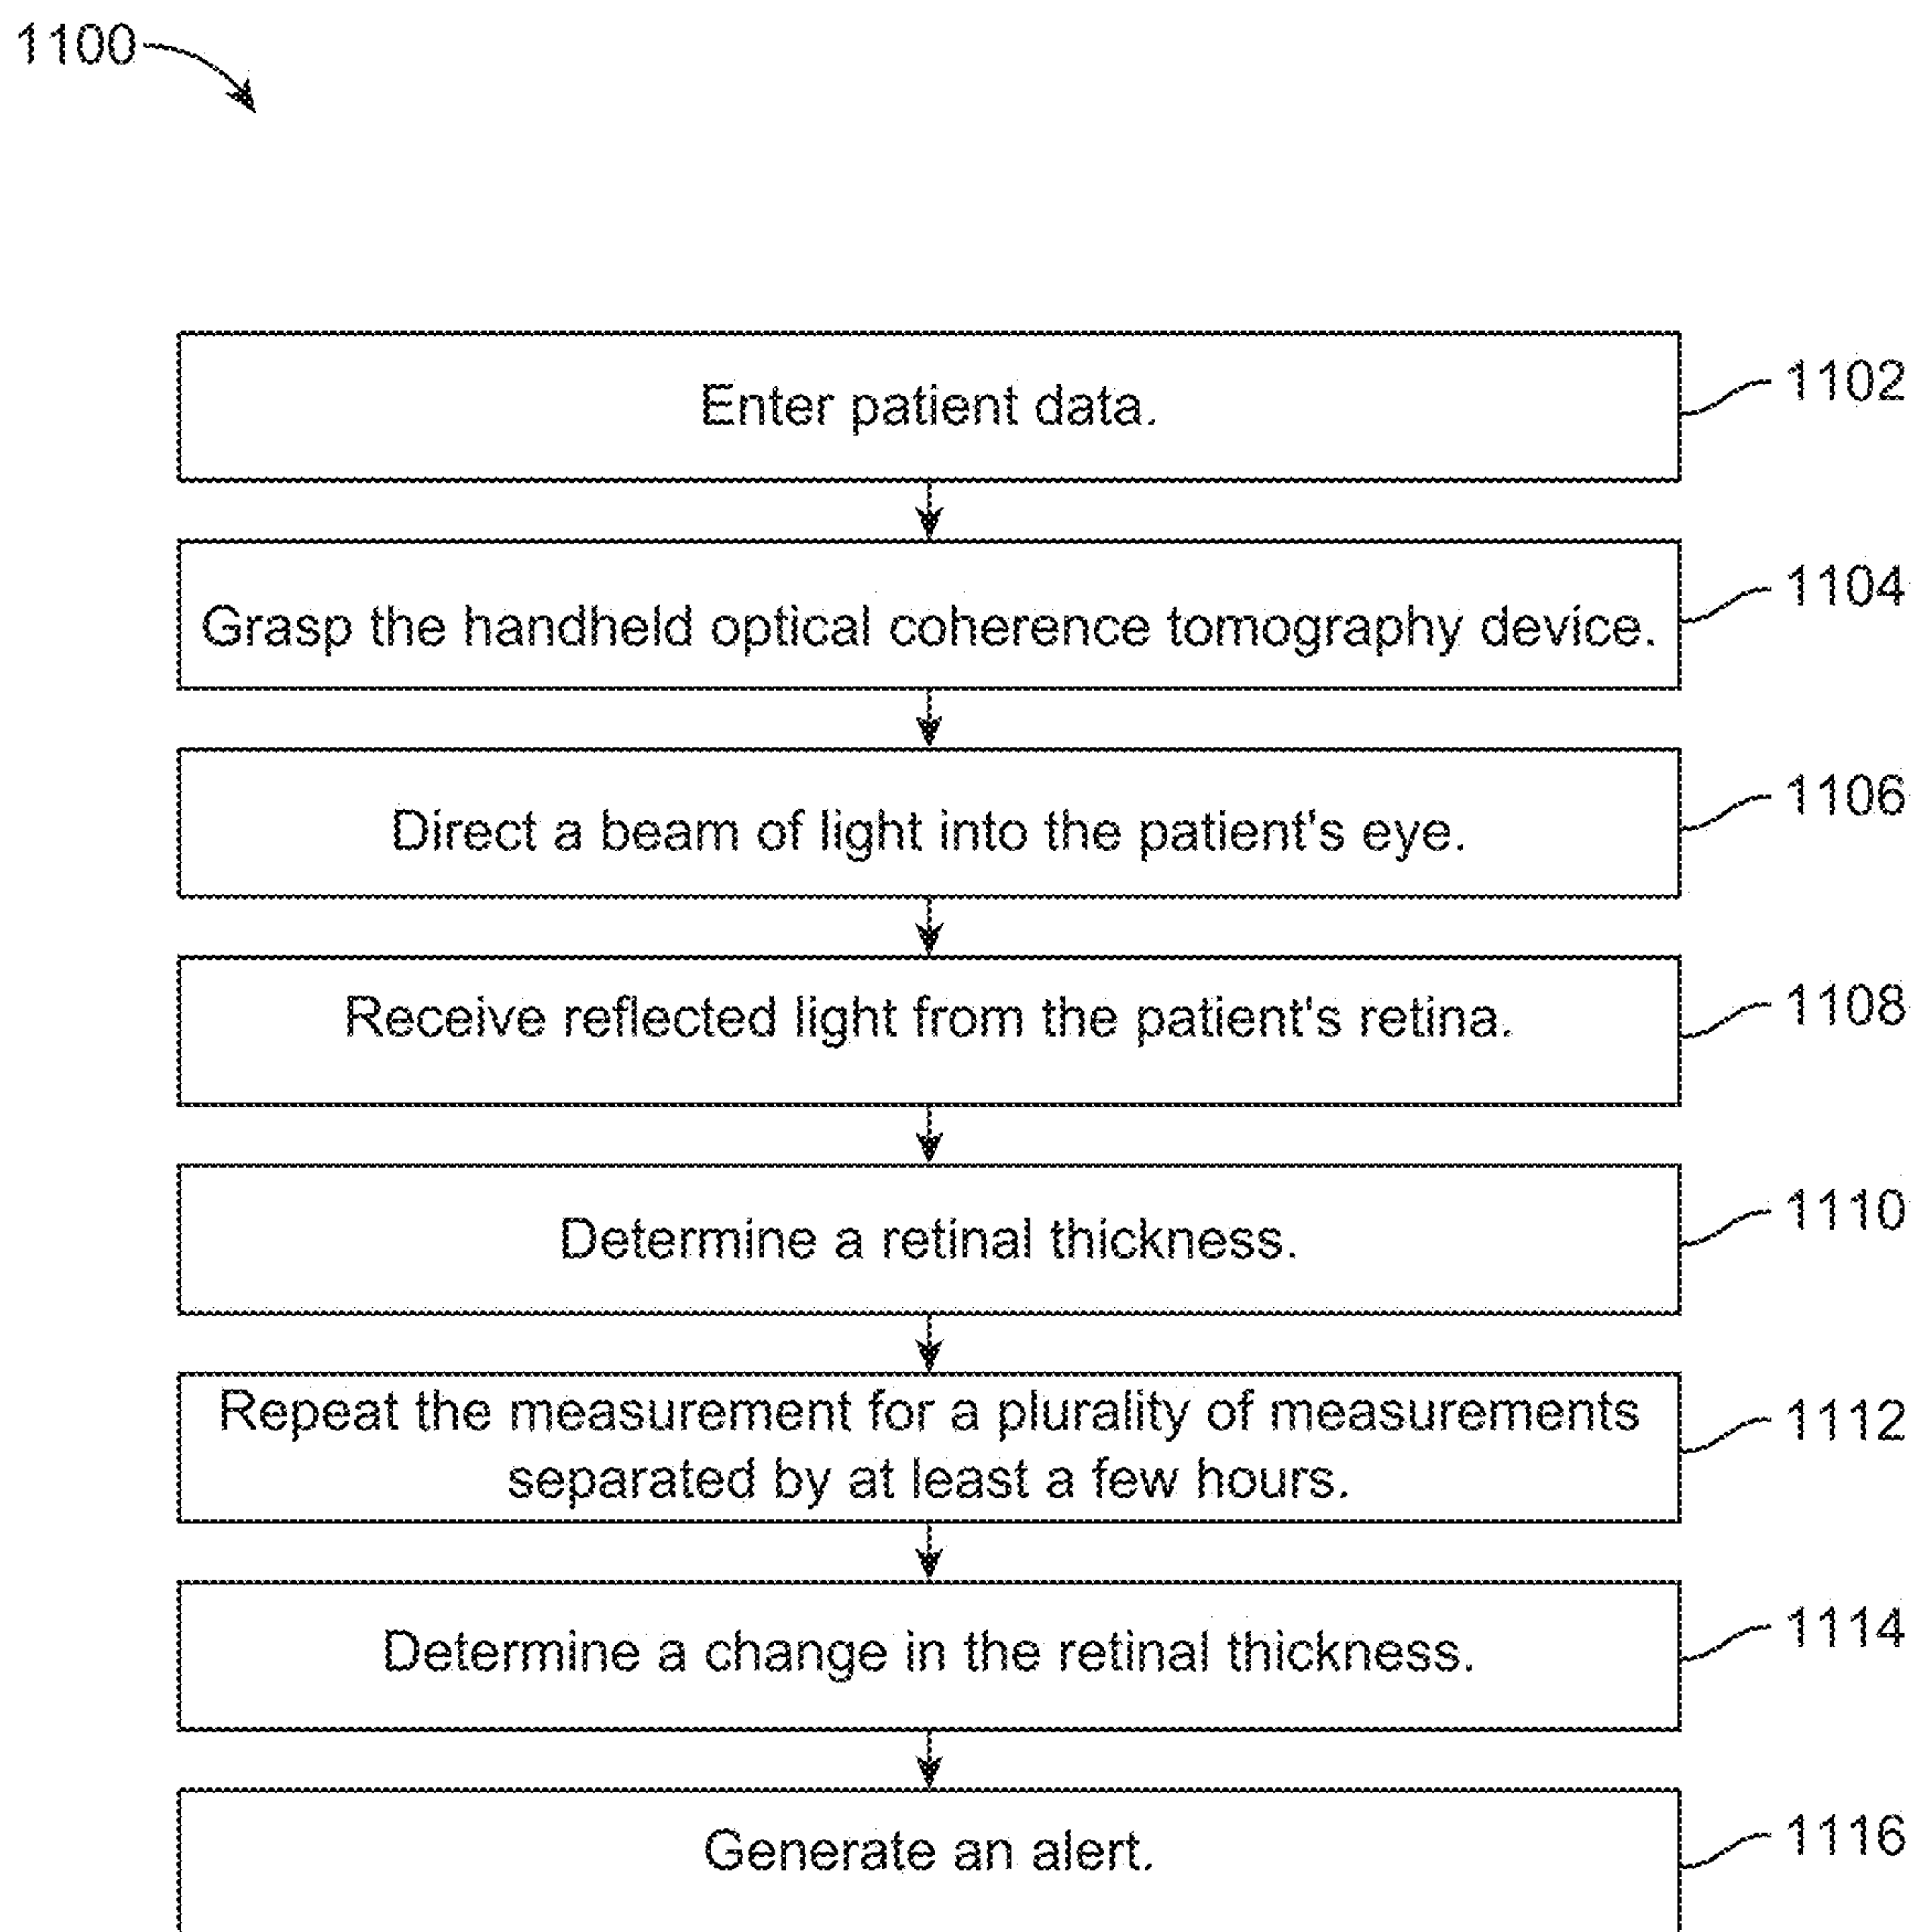 1100
Enter patient data.
1102
Grasp the handheld optical coherence tomography device.
1104
Direct a beam of light into the patient's eye.
1106
Receive reflected light from the patient's retina.
1108
Determine a retinal thickness.
1110
Repeat the measurement for a plurality of measurements
separated by at least a few hours.
1112
Determine a change in the retinal thickness.
1114
Generate an alert.
1116